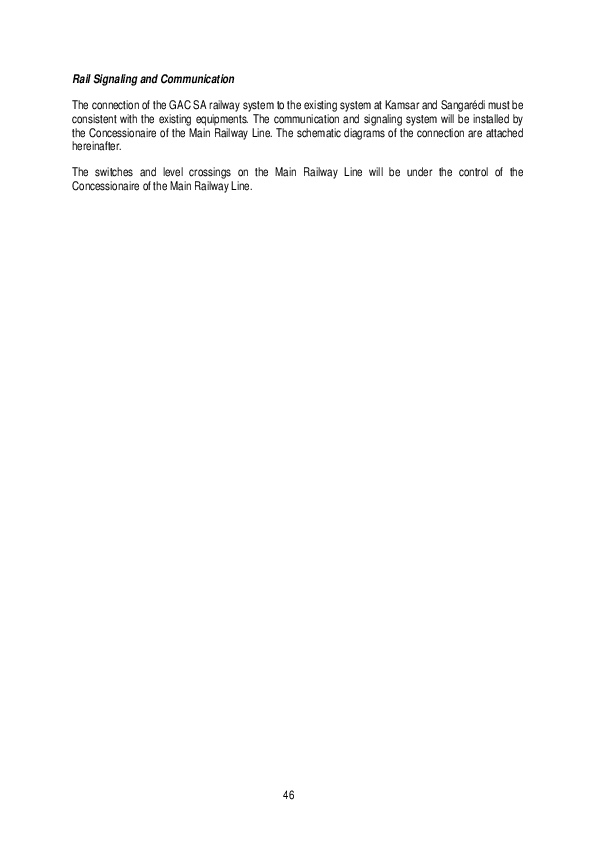 Rail Signaling and Communication
The connection of the GAC SA railway system to the existing system at Kamsar and Sangarédi must be
consistent with the existing equipments. The communication and signaling system will be installed by
the Concessionaire of the Main Railway Line. The schematic diagrams of the connection are attached
hereinafter.
The switches and level crossings on the Main Railway Line will be under the control of the
Concessionaire of the Main Railway Line.
46